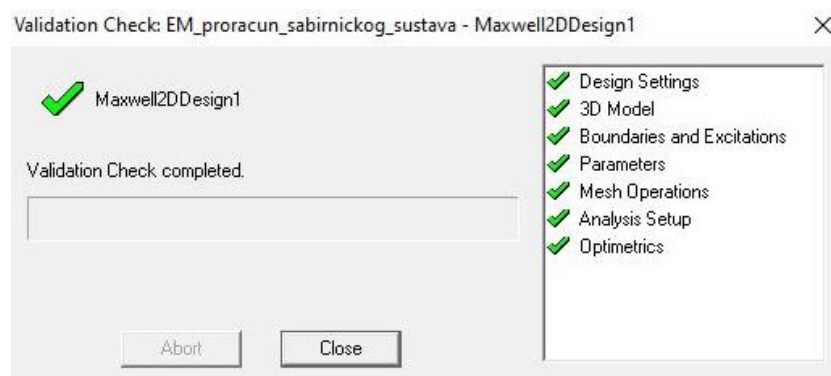 Validation Check: EM_proracun_sabirnickog_sustava - Maxwell2DDesign1
Maxwell2DDesign1
Validation Check completed.
Abort
Close
Design Settings
3D Model
Boundaries and Excitations
Parameters
Mesh Operations
Analysis Setup
Optimetrics